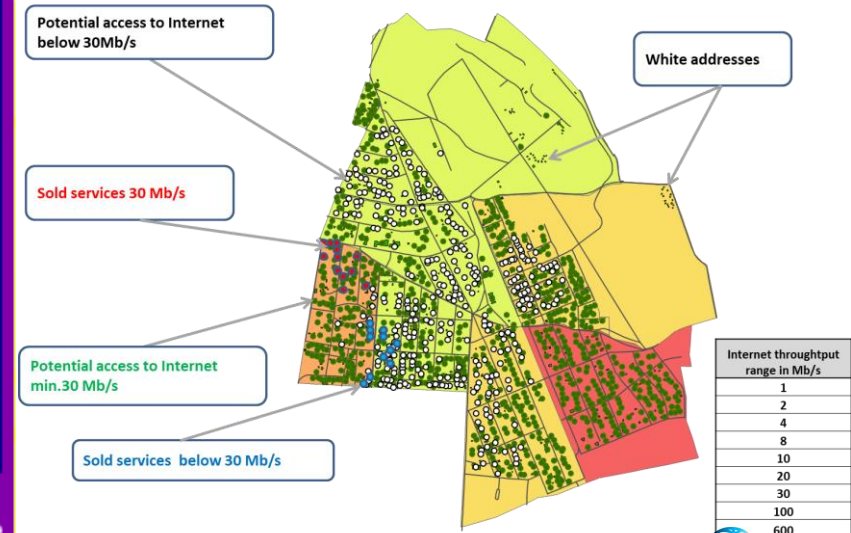 Potential access to Internet
below 30Mb/s
White addresses
Sold services 30 Mb/s
Potential access to Internet
min.30 Mb/s
Sold services below 30 Mb/s
Internet throughtput
range in Mb/s
1
2
4
8
10
20
30
100
600